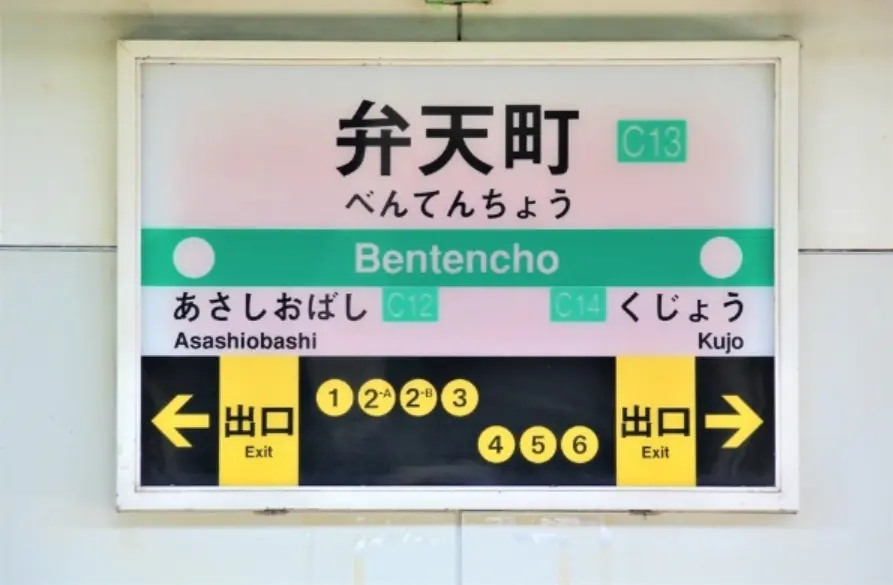 弁天町 C13
べんてんちょう
Bentencho
あさしおばし C12 C14 くじょう
Asashiobashi Kujo
← 出口 1 2-A 2-B 3 出口 →
Exit 4 5 6 Exit